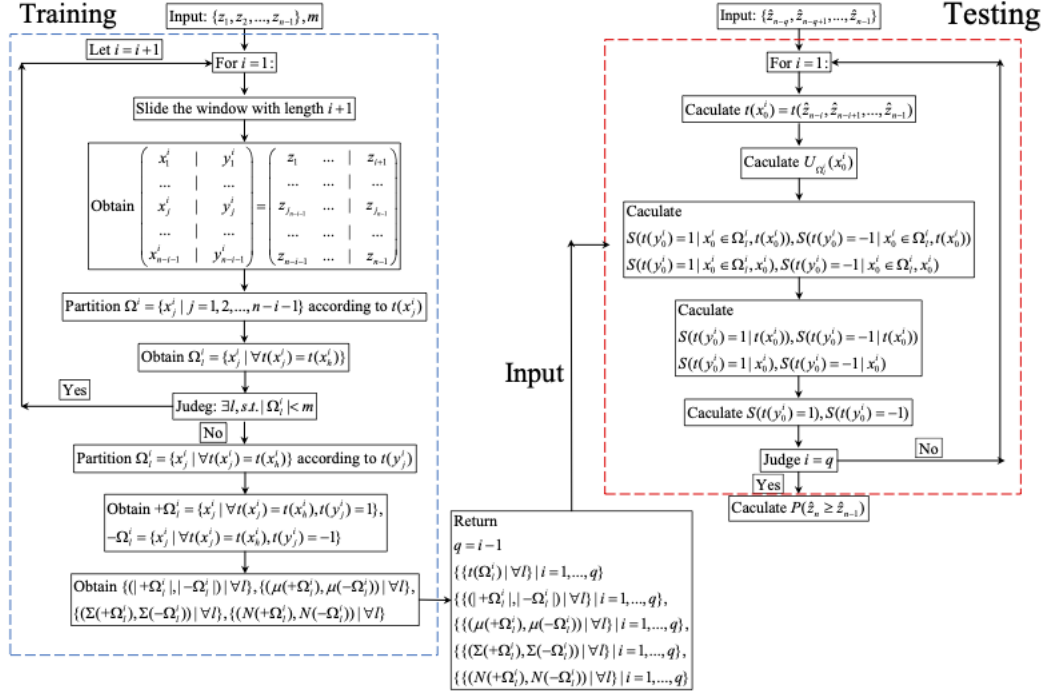 Training
Input: {z_1, z_2, ..., z_{n-1}}, m
Let i = i+1
For i = 1:
Slide the window with length i+1
Obtain
x_1^i | y_1^i
... | ...
x_j^i | y_j^i
... | ...
x_{n-i-1}^i | y_{n-i-1}^i
=
z_1 ... | z_{i+1}
... ... | ...
z_{j_{n-i-1}} ... | z_{j_{n-1}}
... ... | ...
z_{n-i-1} ... | z_{n-1}
Partition Ω^i = {x_j^i | j = 1,2,...,n-i-1} according to t(x_j^i)
Obtain Ω_l^i = {x_j^i | ∀t(x_j^i) = t(x_h^i)}
Yes
Judeg: ∃l, s.t. | Ω_l^i | < m
No
Partition Ω_l^i = {x_j^i | ∀t(x_j^i) = t(x_h^i)} according to t(y_j^i)
Obtain +Ω_l^i = {x_j^i | ∀t(x_j^i) = t(x_h^i), t(y_j^i) = 1},
−Ω_l^i = {x_j^i | ∀t(x_j^i) = t(x_h^i), t(y_j^i) = −1}
Obtain {(| +Ω_l^i |, | −Ω_l^i |) | ∀l}, {(μ(+Ω_l^i), μ(−Ω_l^i)) | ∀l},
{(Σ(+Ω_l^i), Σ(−Ω_l^i)) | ∀l}, {(N(+Ω_l^i), N(−Ω_l^i)) | ∀l}
Return
q = i−1
{{t(Ω_l^i) | ∀l} | i = 1,...,q}
{{(| +Ω_l^i |, | −Ω_l^i |) | ∀l} | i = 1,...,q},
{{(μ(+Ω_l^i), μ(−Ω_l^i)) | ∀l} | i = 1,...,q},
{{(Σ(+Ω_l^i), Σ(−Ω_l^i)) | ∀l} | i = 1,...,q},
{{(N(+Ω_l^i), N(−Ω_l^i)) | ∀l} | i = 1,...,q}
Input
Testing
Input: {ẑ_{n-q}, ẑ_{n-q+1}, ..., ẑ_{n-1}}
For i = 1:
Caculate t(x_0^i) = t(ẑ_{n-i}, ẑ_{n-i+1}, ..., ẑ_{n-1})
Caculate U_{Ω_l^i}(x_0^i)
Caculate
S(t(y_0^i) = 1 | x_0^i ∈ Ω_l^i, t(x_0^i)), S(t(y_0^i) = −1 | x_0^i ∈ Ω_l^i, t(x_0^i))
S(t(y_0^i) = 1 | x_0^i ∈ Ω_l^i, x_0^i), S(t(y_0^i) = −1 | x_0^i ∈ Ω_l^i, x_0^i)
Caculate
S(t(y_0^i) = 1 | t(x_0^i)), S(t(y_0^i) = −1 | t(x_0^i))
S(t(y_0^i) = 1 | x_0^i), S(t(y_0^i) = −1 | x_0^i)
Caculate S(t(y_0^i) = 1), S(t(y_0^i) = −1)
Judge i = q
No
Yes
Caculate P(ẑ_n ≥ ẑ_{n-1})